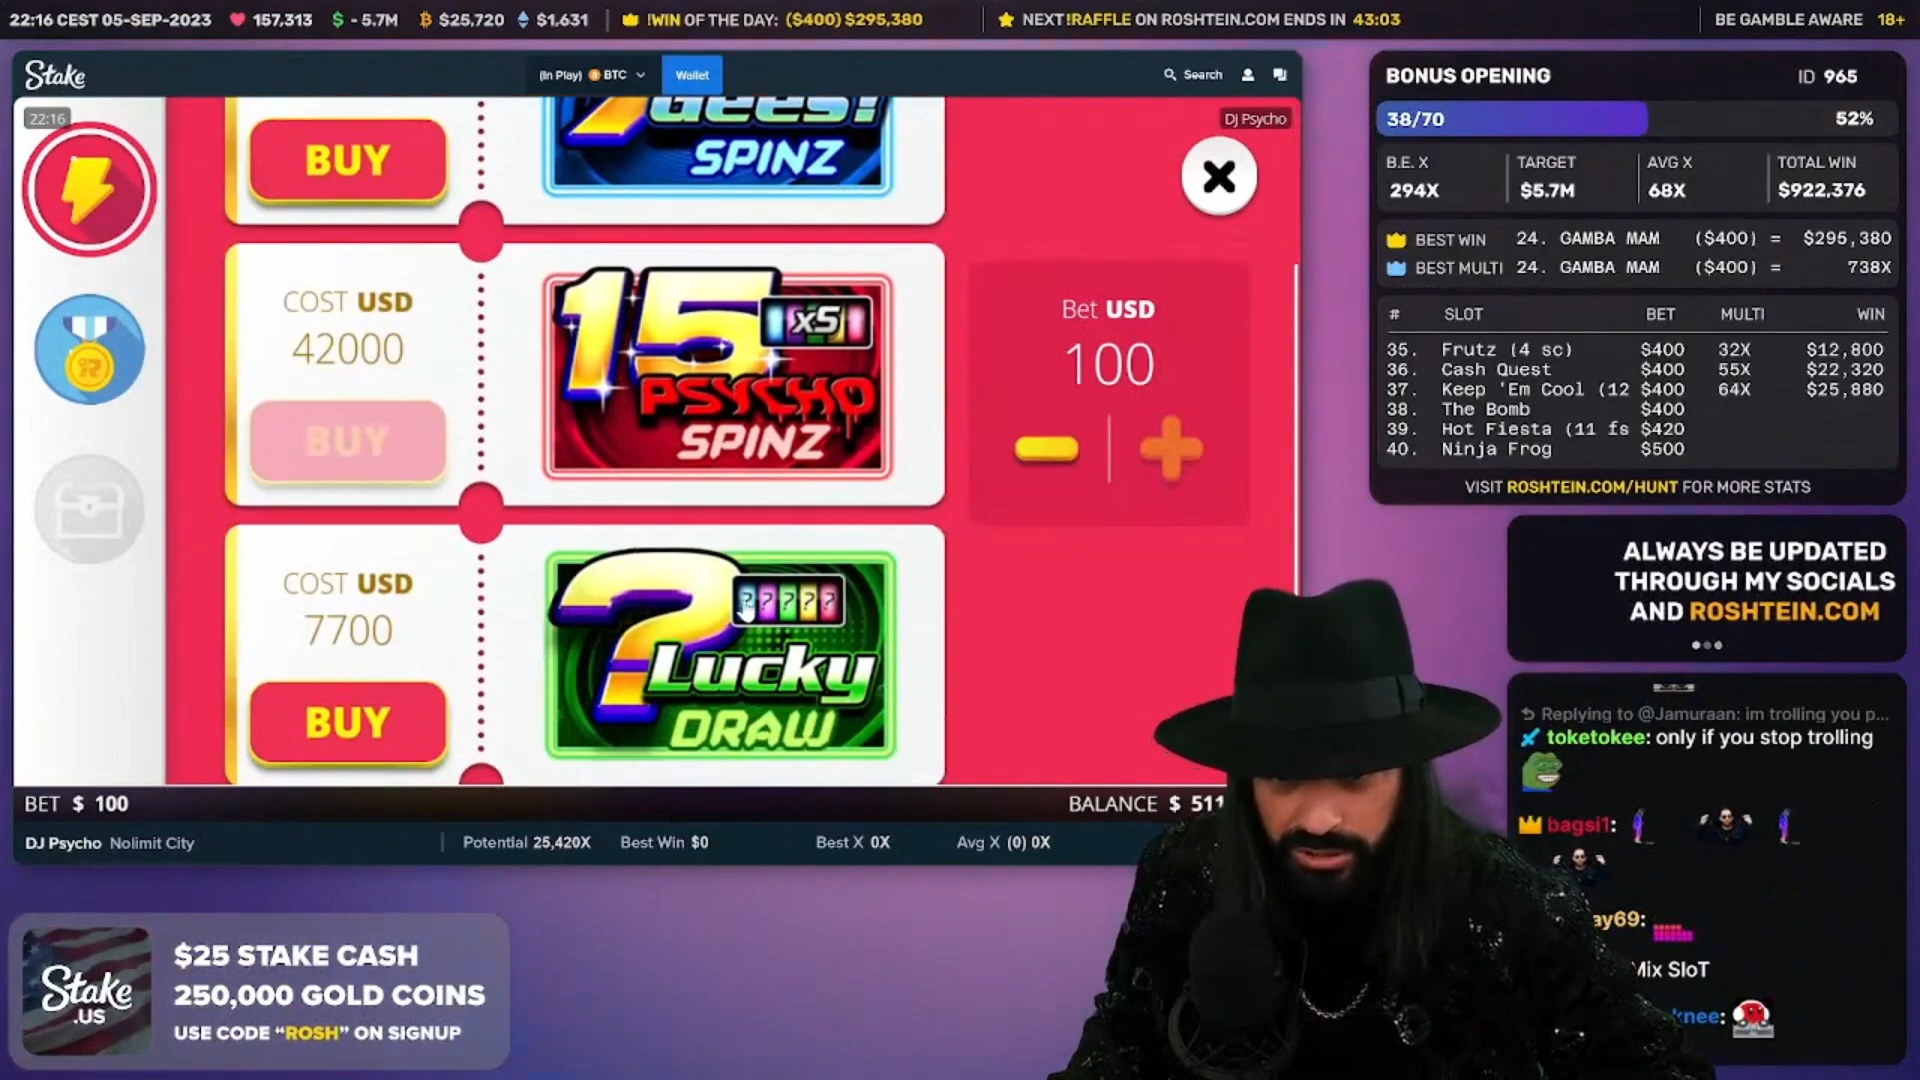 22:16 CEST 05-SEP-2023 157,313 $ - 5.7M $25,720 $1,631 !WIN OF THE DAY: ($400) $295,380 NEXT !RAFFLE ON ROSHTEIN.COM ENDS IN 43:03 BE GAMBLE AWARE 18+
Stake (In Play) BTC Wallet Search
22:16
DJ Psycho
BUY
SPINZ
COST USD
42000
BUY
15 x5
PSYCHO
SPINZ
Bet USD
100
COST USD
7700
BUY
? ? ? ? ? ?
Lucky
DRAW
BET $ 100
BALANCE $ 511
DJ Psycho Nolimit City Potential 25,420X Best Win $0 Best X 0X Avg X (0) 0X
Stake
.US
$25 STAKE CASH
250,000 GOLD COINS
USE CODE “ROSH” ON SIGNUP
BONUS OPENING ID 965
38/70 52%
B.E. X TARGET AVG X TOTAL WIN
294X $5.7M 68X $922,376
BEST WIN 24. GAMBA MAM ($400) = $295,380
BEST MULTI 24. GAMBA MAM ($400) = 738X
# SLOT BET MULTI WIN
35. Frutz (4 sc) $400 32X $12,800
36. Cash Quest $400 55X $22,320
37. Keep 'Em Cool (12 $400 64X $25,880
38. The Bomb $400
39. Hot Fiesta (11 fs $420
40. Ninja Frog $500
VISIT ROSHTEIN.COM/HUNT FOR MORE STATS
ALWAYS BE UPDATED
THROUGH MY SOCIALS
AND ROSHTEIN.COM
Replying to @Jamuraan: im trolling you p...
toketokee: only if you stop trolling
bagsi1:
ay69:
Mix SloT
knee: